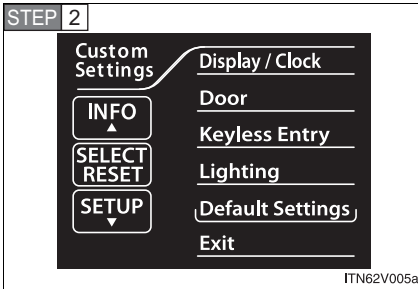 STEP 2
Custom
Settings
INFO
▲
SELECT
RESET
SETUP
▼
Display / Clock
Door
Keyless Entry
Lighting
Default Settings
Exit
ITN62V005a